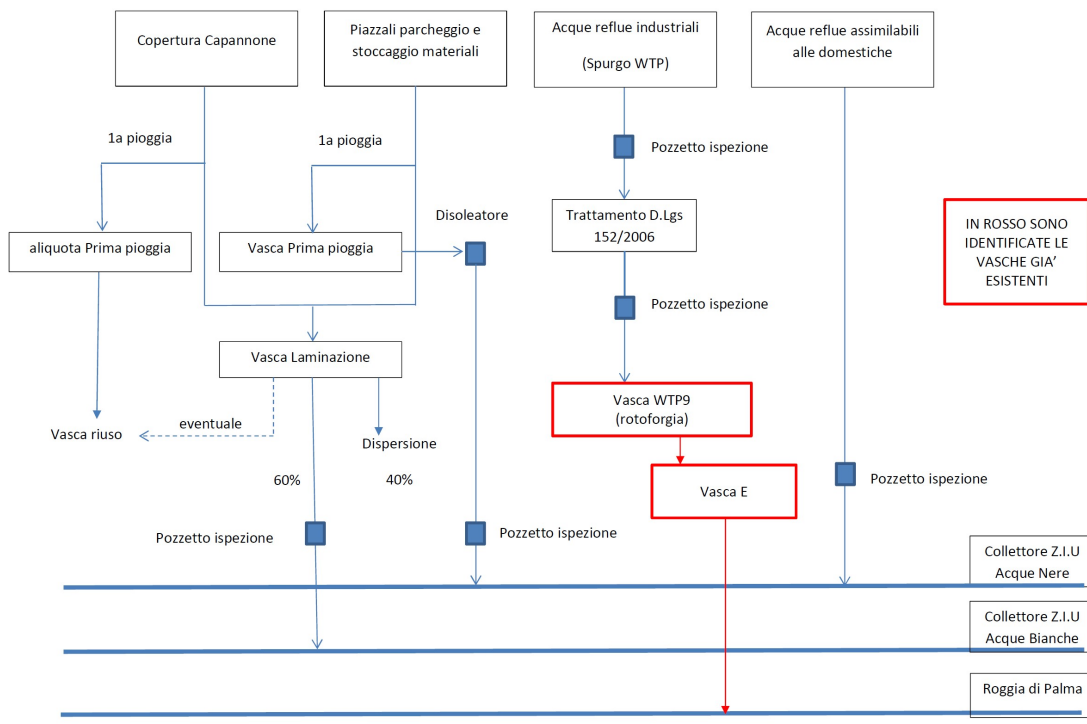 Copertura Capannone
Piazzali parcheggio e
stoccaggio materiali
Acque reflue industriali
(Spurgo WTP)
Acque reflue assimilabili
alle domestiche
1a pioggia
1a pioggia
Pozzetto ispezione
Disoleatore
Trattamento D.Lgs
152/2006
IN ROSSO SONO
IDENTIFICATE LE
VASCHE GIA’
ESISTENTI
aliquota Prima pioggia
Vasca Prima pioggia
Pozzetto ispezione
Vasca Laminazione
Vasca WTP9
(rotoforgia)
Vasca riuso
eventuale
Dispersione
60%
40%
Vasca E
Pozzetto ispezione
Pozzetto ispezione
Pozzetto ispezione
Collettore Z.I.U
Acque Nere
Collettore Z.I.U
Acque Bianche
Roggia di Palma